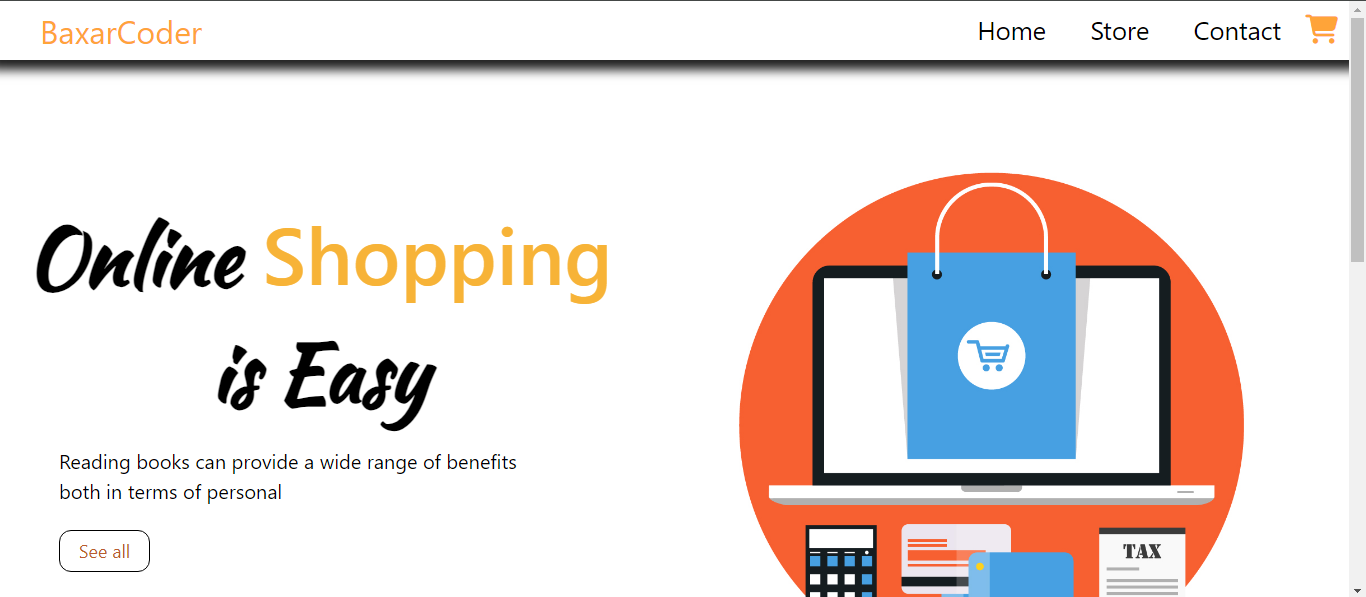 BaxarCoder
Home Store Contact
Online Shopping
is Easy
Reading books can provide a wide range of benefits
both in terms of personal
See all
TAX